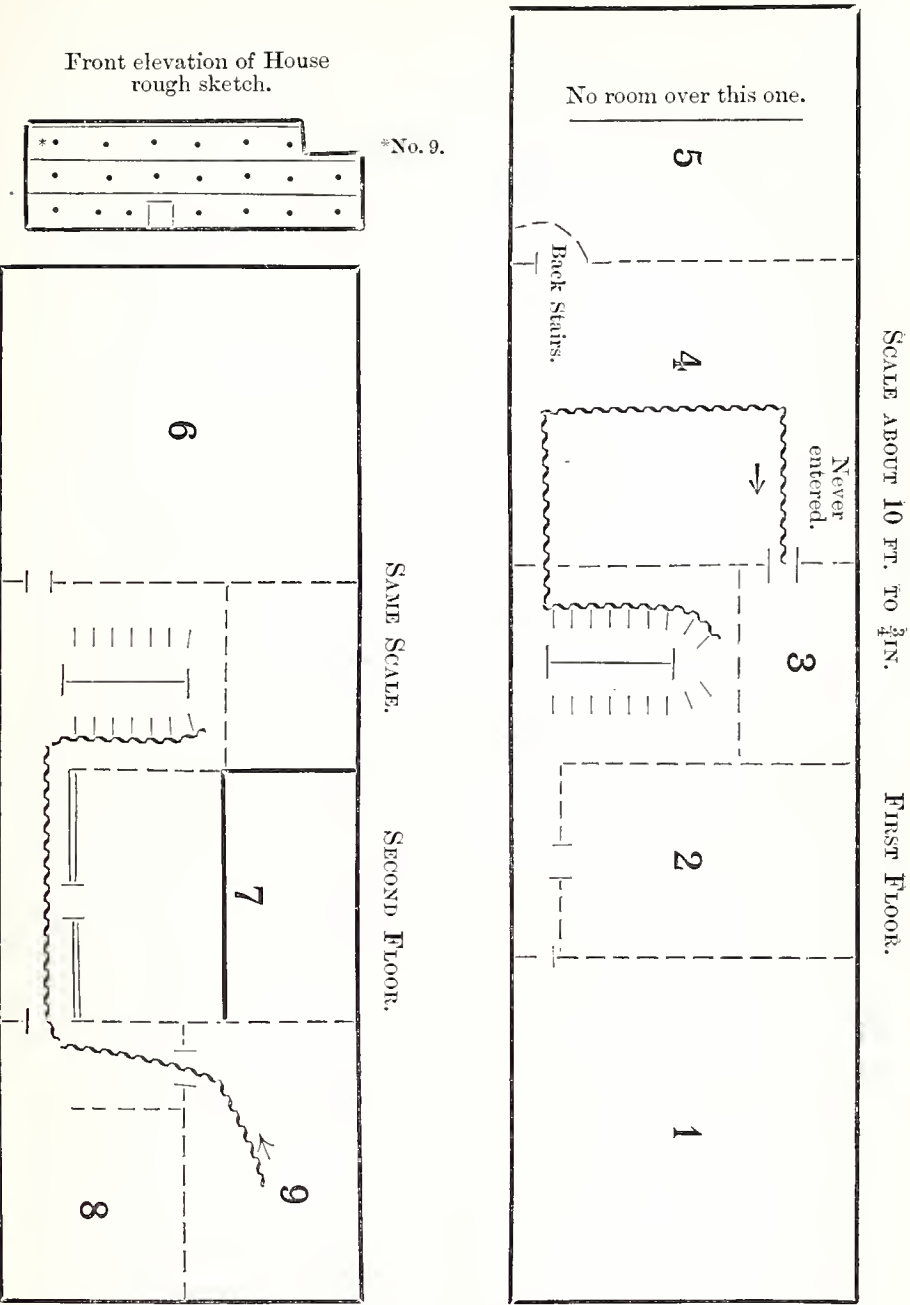 Front elevation of House
rough sketch.
*
*No. 9.
No room over this one.
5
Back Stairs.
4
Never
entered.
3
2
1
SCALE ABOUT 10 FT. TO ¾IN.
FIRST FLOOR.
6
7
8
9
SAME SCALE.
SECOND FLOOR.